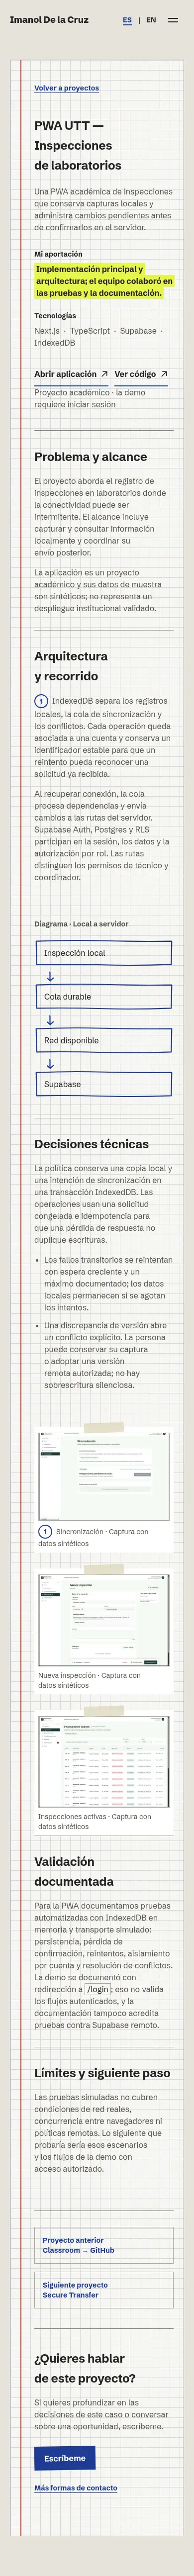 Imanol De la Cruz
ES | EN
Volver a proyectos
PWA UTT —
Inspecciones
de laboratorios
Una PWA académica de inspecciones
que conserva capturas locales y
administra cambios pendientes antes
de confirmarlos en el servidor.
Mi aportación
Implementación principal y
arquitectura; el equipo colaboró en
las pruebas y la documentación.
Tecnologías
Next.js · TypeScript · Supabase ·
IndexedDB
Abrir aplicación ↗ Ver código ↗
Proyecto académico · la demo
requiere iniciar sesión
Problema y alcance
El proyecto aborda el registro de
inspecciones en laboratorios donde
la conectividad puede ser
intermitente. El alcance incluye
capturar y consultar información
localmente y coordinar su
envío posterior.
La aplicación es un proyecto
académico y sus datos de muestra
son sintéticos; no representa un
despliegue institucional validado.
Arquitectura
y recorrido
1 IndexedDB separa los registros
locales, la cola de sincronización y
los conflictos. Cada operación queda
asociada a una cuenta y conserva un
identificador estable para que un
reintento pueda reconocer una
solicitud ya recibida.
Al recuperar conexión, la cola
procesa dependencias y envía
cambios a las rutas del servidor.
Supabase Auth, Postgres y RLS
participan en la sesión, los datos y la
autorización por rol. Las rutas
distinguen los permisos de técnico y
coordinador.
Diagrama · Local a servidor
Inspección local
Cola durable
Red disponible
Supabase
Decisiones técnicas
La política conserva una copia local y
una intención de sincronización en
una transacción IndexedDB. Las
operaciones usan una solicitud
congelada e idempotencia para
que una pérdida de respuesta no
duplique escrituras.
• Los fallos transitorios se reintentan
con espera creciente y un
máximo documentado; los datos
locales permanecen si se agotan
los intentos.
• Una discrepancia de versión abre
un conflicto explícito. La persona
puede conservar su captura
o adoptar una versión
remota autorizada; no hay
sobrescritura silenciosa.
1 Sincronización · Captura con
datos sintéticos
Nueva inspección · Captura con
datos sintéticos
Inspecciones activas
Inspecciones activas · Captura con
datos sintéticos
Validación
documentada
Para la PWA documentamos pruebas
automatizadas con IndexedDB en
memoria y transporte simulado:
persistencia, pérdida de
confirmación, reintentos, aislamiento
por cuenta y resolución de conflictos.
La demo se documentó con
redirección a /login ; eso no valida
los flujos autenticados, y la
documentación tampoco acredita
pruebas contra Supabase remoto.
Límites y siguiente paso
Las pruebas simuladas no cubren
condiciones de red reales,
concurrencia entre navegadores ni
políticas remotas. Lo siguiente que
probaría sería esos escenarios
y los flujos de la demo con
acceso autorizado.
Proyecto anterior
Classroom → GitHub
Siguiente proyecto
Secure Transfer
¿Quieres hablar
de este proyecto?
Si quieres profundizar en las
decisiones de este caso o conversar
sobre una oportunidad, escríbeme.
Escríbeme
Más formas de contacto